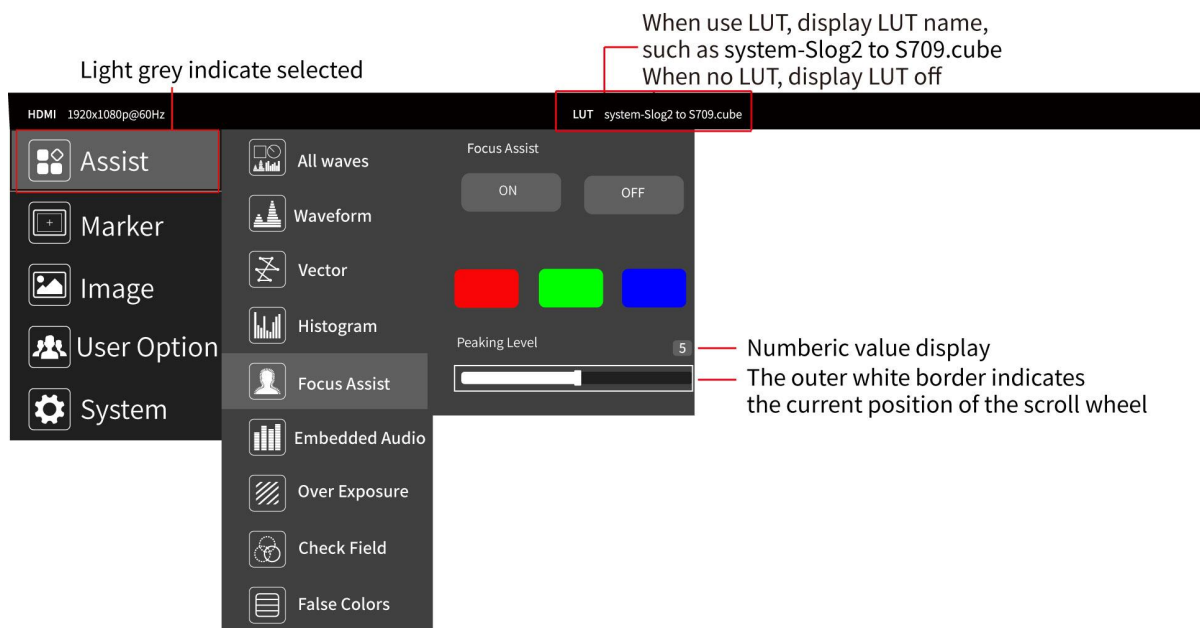 When use LUT, display LUT name,
such as system-Slog2 to S709.cube
When no LUT, display LUT off
Light grey indicate selected
HDMI 1920x1080p@60Hz
LUT system-Slog2 to S709.cube
Assist
Marker
Image
User Option
System
All waves
Waveform
Vector
Histogram
Focus Assist
Embedded Audio
Over Exposure
Check Field
False Colors
Focus Assist
ON
OFF
Peaking Level
5
Numberic value display
The outer white border indicates
the current position of the scroll wheel